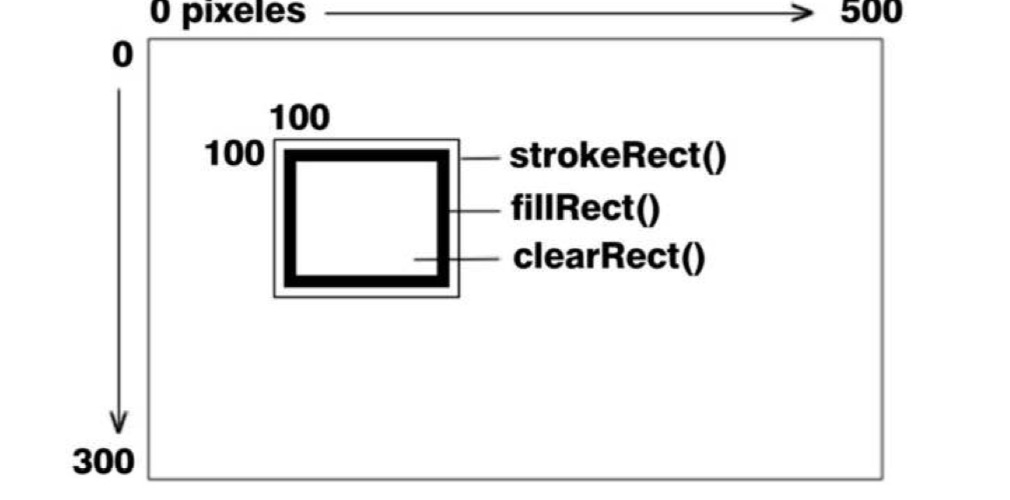 0 pixeles 500
0
100
100 strokeRect()
fillRect()
clearRect()
300